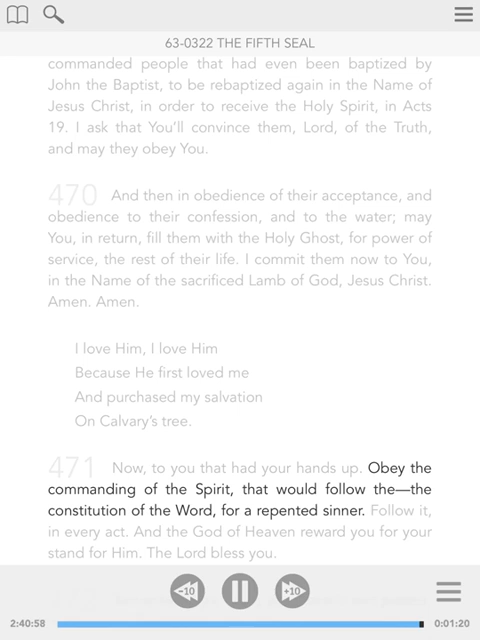 63-0322 THE FIFTH SEAL
commanded people that had even been baptized by
John the Baptist, to be rebaptized again in the Name of
Jesus Christ, in order to receive the Holy Spirit, in Acts
19. I ask that You’ll convince them, Lord, of the Truth,
and may they obey You.
470 And then in obedience of their acceptance, and
obedience to their confession, and to the water; may
You, in return, fill them with the Holy Ghost, for power of
service, the rest of their life. I commit them now to You,
in the Name of the sacrificed Lamb of God, Jesus Christ.
Amen. Amen.
I love Him, I love Him
Because He first loved me
And purchased my salvation
On Calvary’s tree.
471 Now, to you that had your hands up. Obey the
commanding of the Spirit, that would follow the—the
constitution of the Word, for a repented sinner. Follow it,
in every act. And the God of Heaven reward you for your
stand for Him. The Lord bless you.
-10
+10
2:40:58
0:01:20